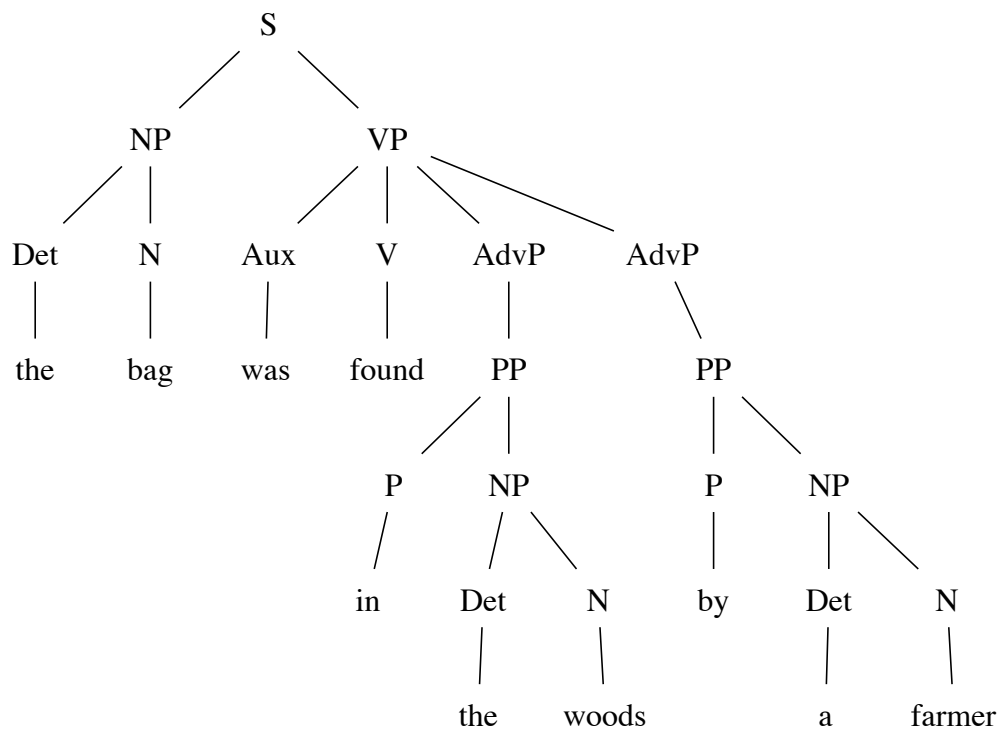 S
NP VP
Det N Aux V AdvP AdvP
the bag was found PP PP
P NP P NP
in Det N by Det N
the woods a farmer